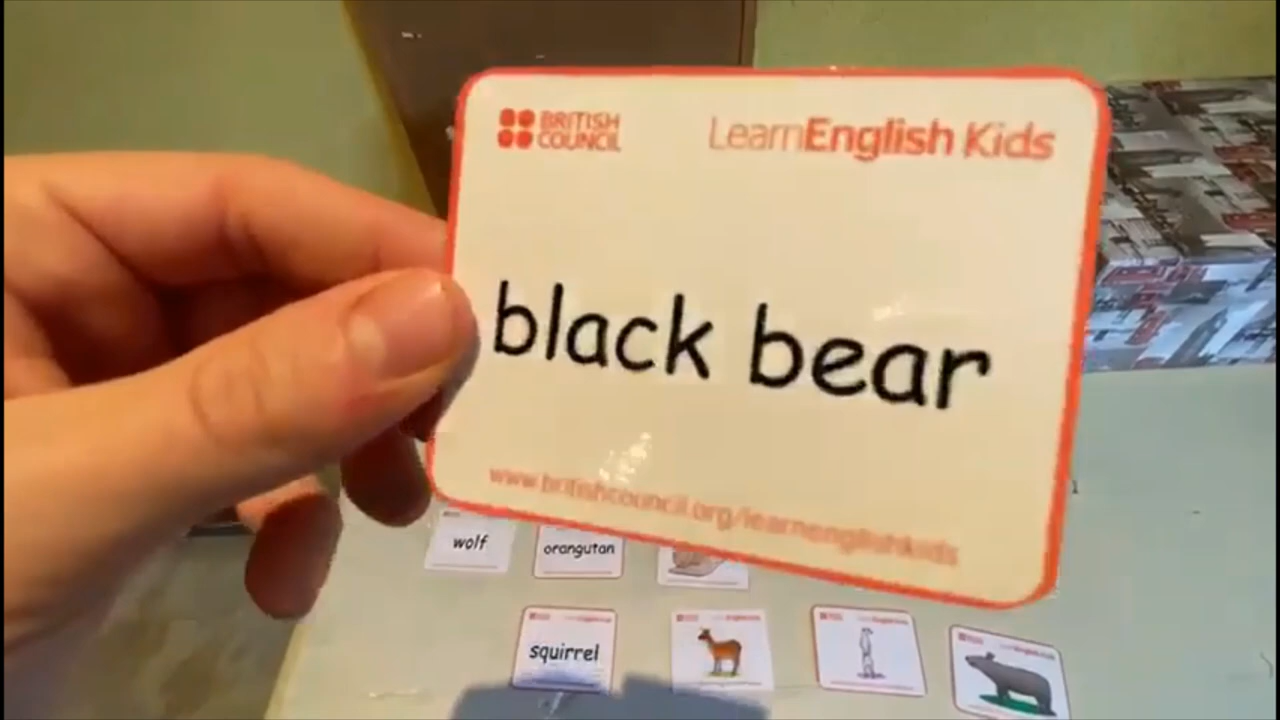 BRITISH
COUNCIL
LearnEnglish Kids
black bear
www.britishcouncil.org/learnenglishkids
wolf
orangutan
squirrel